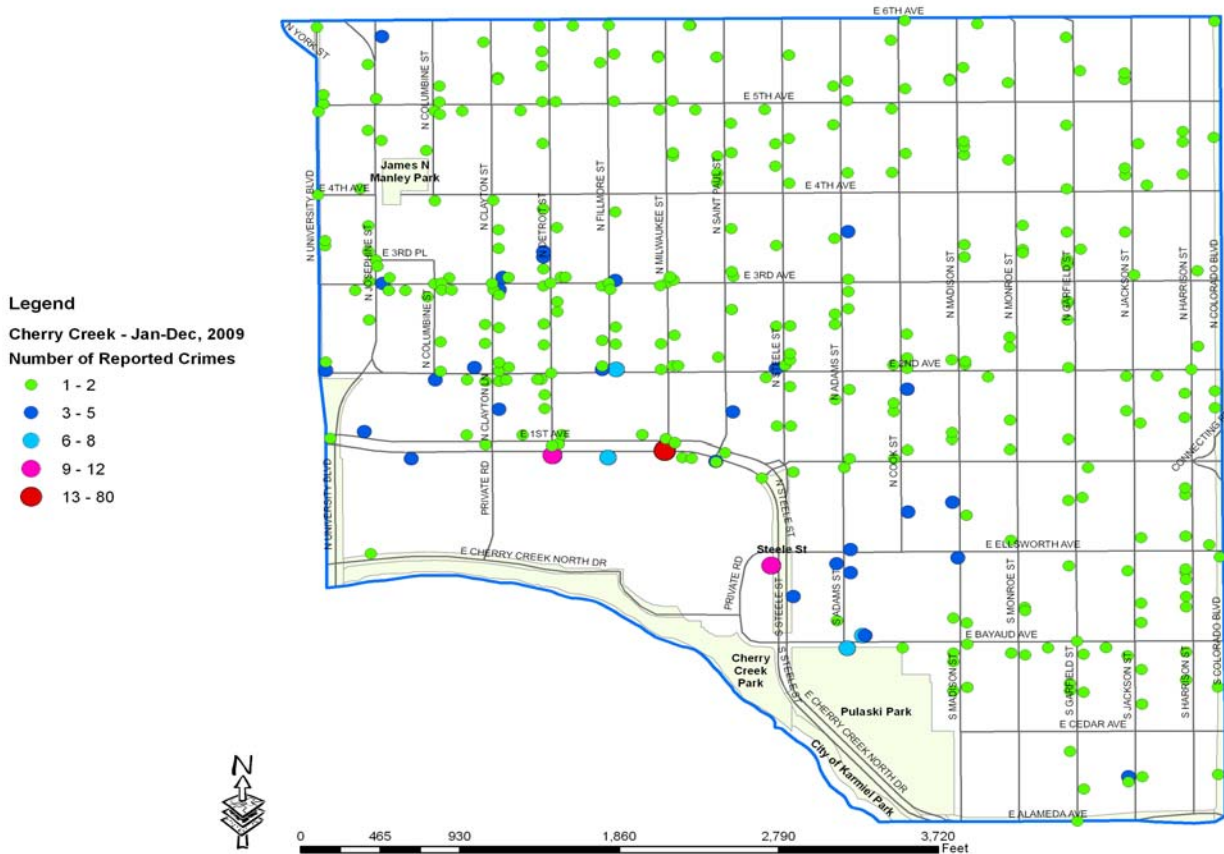 E 6TH AVE
N YORK ST
N COLUMBINE ST
E 5TH AVE
James N
Manley Park
N UNIVERSITY BLVD
E 4TH AVE
N CLAYTON ST
N DETROIT ST
N FILLMORE ST
N MILWAUKEE ST
N SAINT PAUL ST
E 4TH AVE
N JOSEPHINE ST
E 3RD PL
E 3RD AVE
N MADISON ST
N MONROE ST
N GARFIELD ST
N JACKSON ST
N HARRISON ST
N COLORADO BLVD
Legend
Cherry Creek - Jan-Dec, 2009
Number of Reported Crimes
1 - 2
3 - 5
6 - 8
9 - 12
13 - 80
N COLUMBINE ST
N STEELE ST
N ADAMS ST
E 2ND AVE
N CLAYTON LN
E 1ST AVE
N COOK ST
N UNIVERSITY BLVD
PRIVATE RD
N STEELE ST
E CHERRY CREEK NORTH DR
Steele St
E ELLSWORTH AVE
PRIVATE RD
S STEELE ST
S ADAMS ST
S MONROE ST
S COLORADO BLVD
E BAYAUD AVE
Cherry
Creek
Park
S STEELE ST
S MADISON ST
S GARFIELD ST
S JACKSON ST
S HARRISON ST
Pulaski Park
E CHERRY CREEK NORTH DR
E CEDAR AVE
City of Karmiel Park
E ALAMEDA AVE
N
0 465 930 1,860 2,790 3,720
Feet